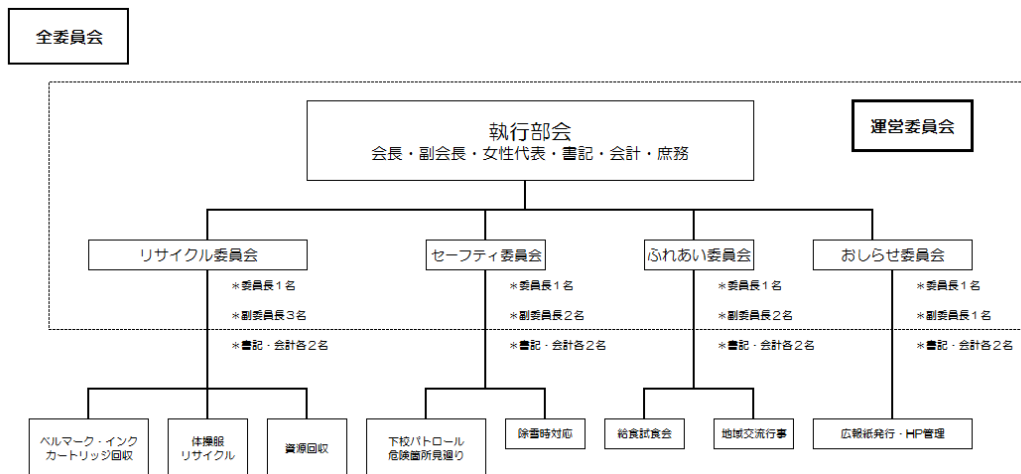 全委員会
運営委員会
執行部会
会長・副会長・女性代表・書記・会計・庶務
リサイクル委員会
＊委員長１名
＊副委員長３名
＊書記・会計各２名
セーフティ委員会
＊委員長１名
＊副委員長２名
＊書記・会計各２名
ふれあい委員会
＊委員長１名
＊副委員長２名
＊書記・会計各２名
おしらせ委員会
＊委員長１名
＊副委員長１名
＊書記・会計各２名
ベルマーク・インク
カートリッジ回収
体操服
リサイクル
資源回収
下校パトロール
危険箇所見廻り
除雪時対応
給食試食会
地域交流行事
広報紙発行・HP管理